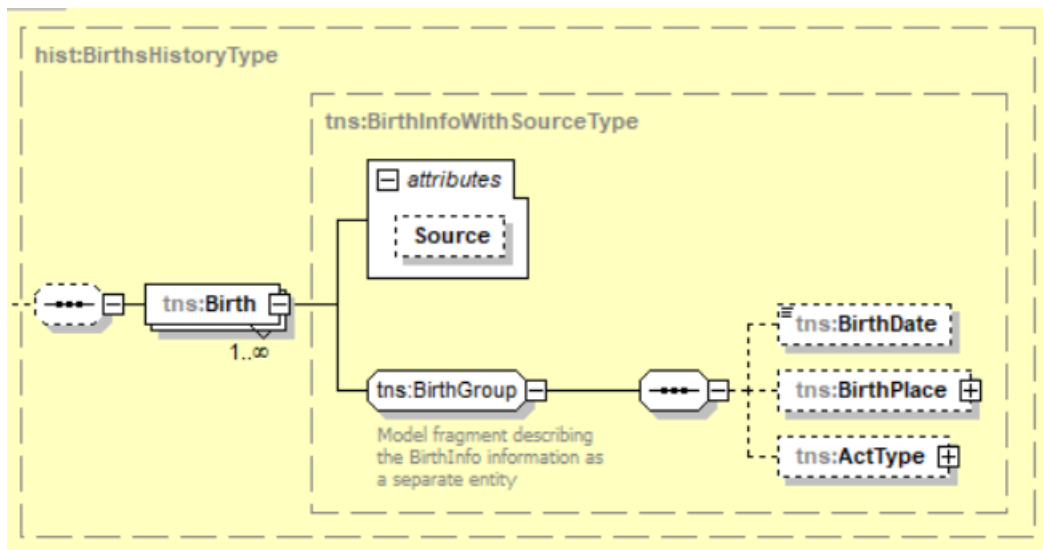 hist:BirthsHistoryType
tns:BirthInfoWithSourceType
attributes
Source
tns:Birth
1..∞
tns:BirthDate
tns:BirthGroup
tns:BirthPlace
Model fragment describing
the BirthInfo information as
a separate entity
tns:ActType